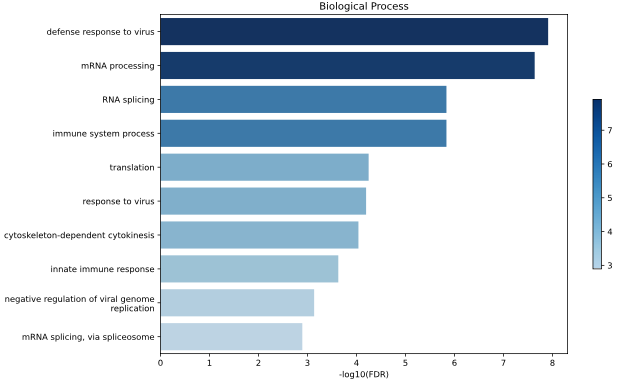 Biological Process
defense response to virus
mRNA processing
RNA splicing
immune system process
translation
response to virus
cytoskeleton-dependent cytokinesis
innate immune response
negative regulation of viral genome
replication
mRNA splicing, via spliceosome
0 1 2 3 4 5 6 7 8
-log10(FDR)
7
6
5
4
3